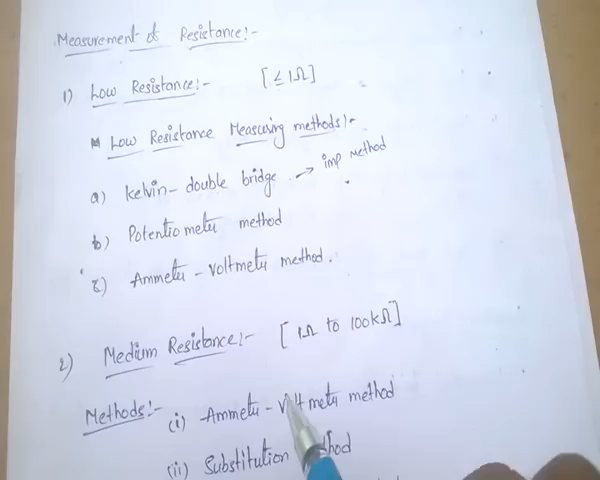 Measurement of Resistance:-
1) Low Resistance:- [≤ 1Ω]
Low Resistance Measuring methods:-
a) Kelvin-double bridge → imp Method
b) Potentiometer method
c) Ammeter - voltmeter method.
2) Medium Resistance:- [1Ω to 100kΩ]
Methods:- (i) Ammeter - voltmeter method
(ii) Substitution